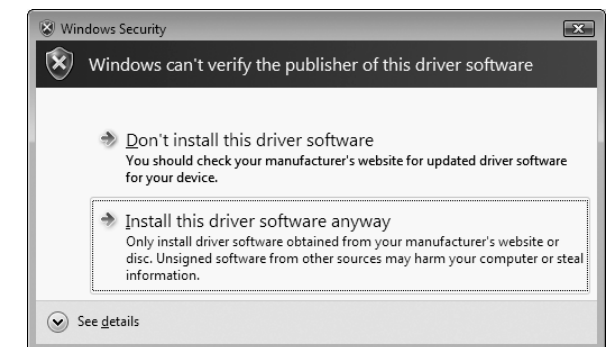 Windows Security
Windows can't verify the publisher of this driver software
Don't install this driver software
You should check your manufacturer's website for updated driver software
for your device.
Install this driver software anyway
Only install driver software obtained from your manufacturer's website or
disc. Unsigned software from other sources may harm your computer or steal
information.
See details